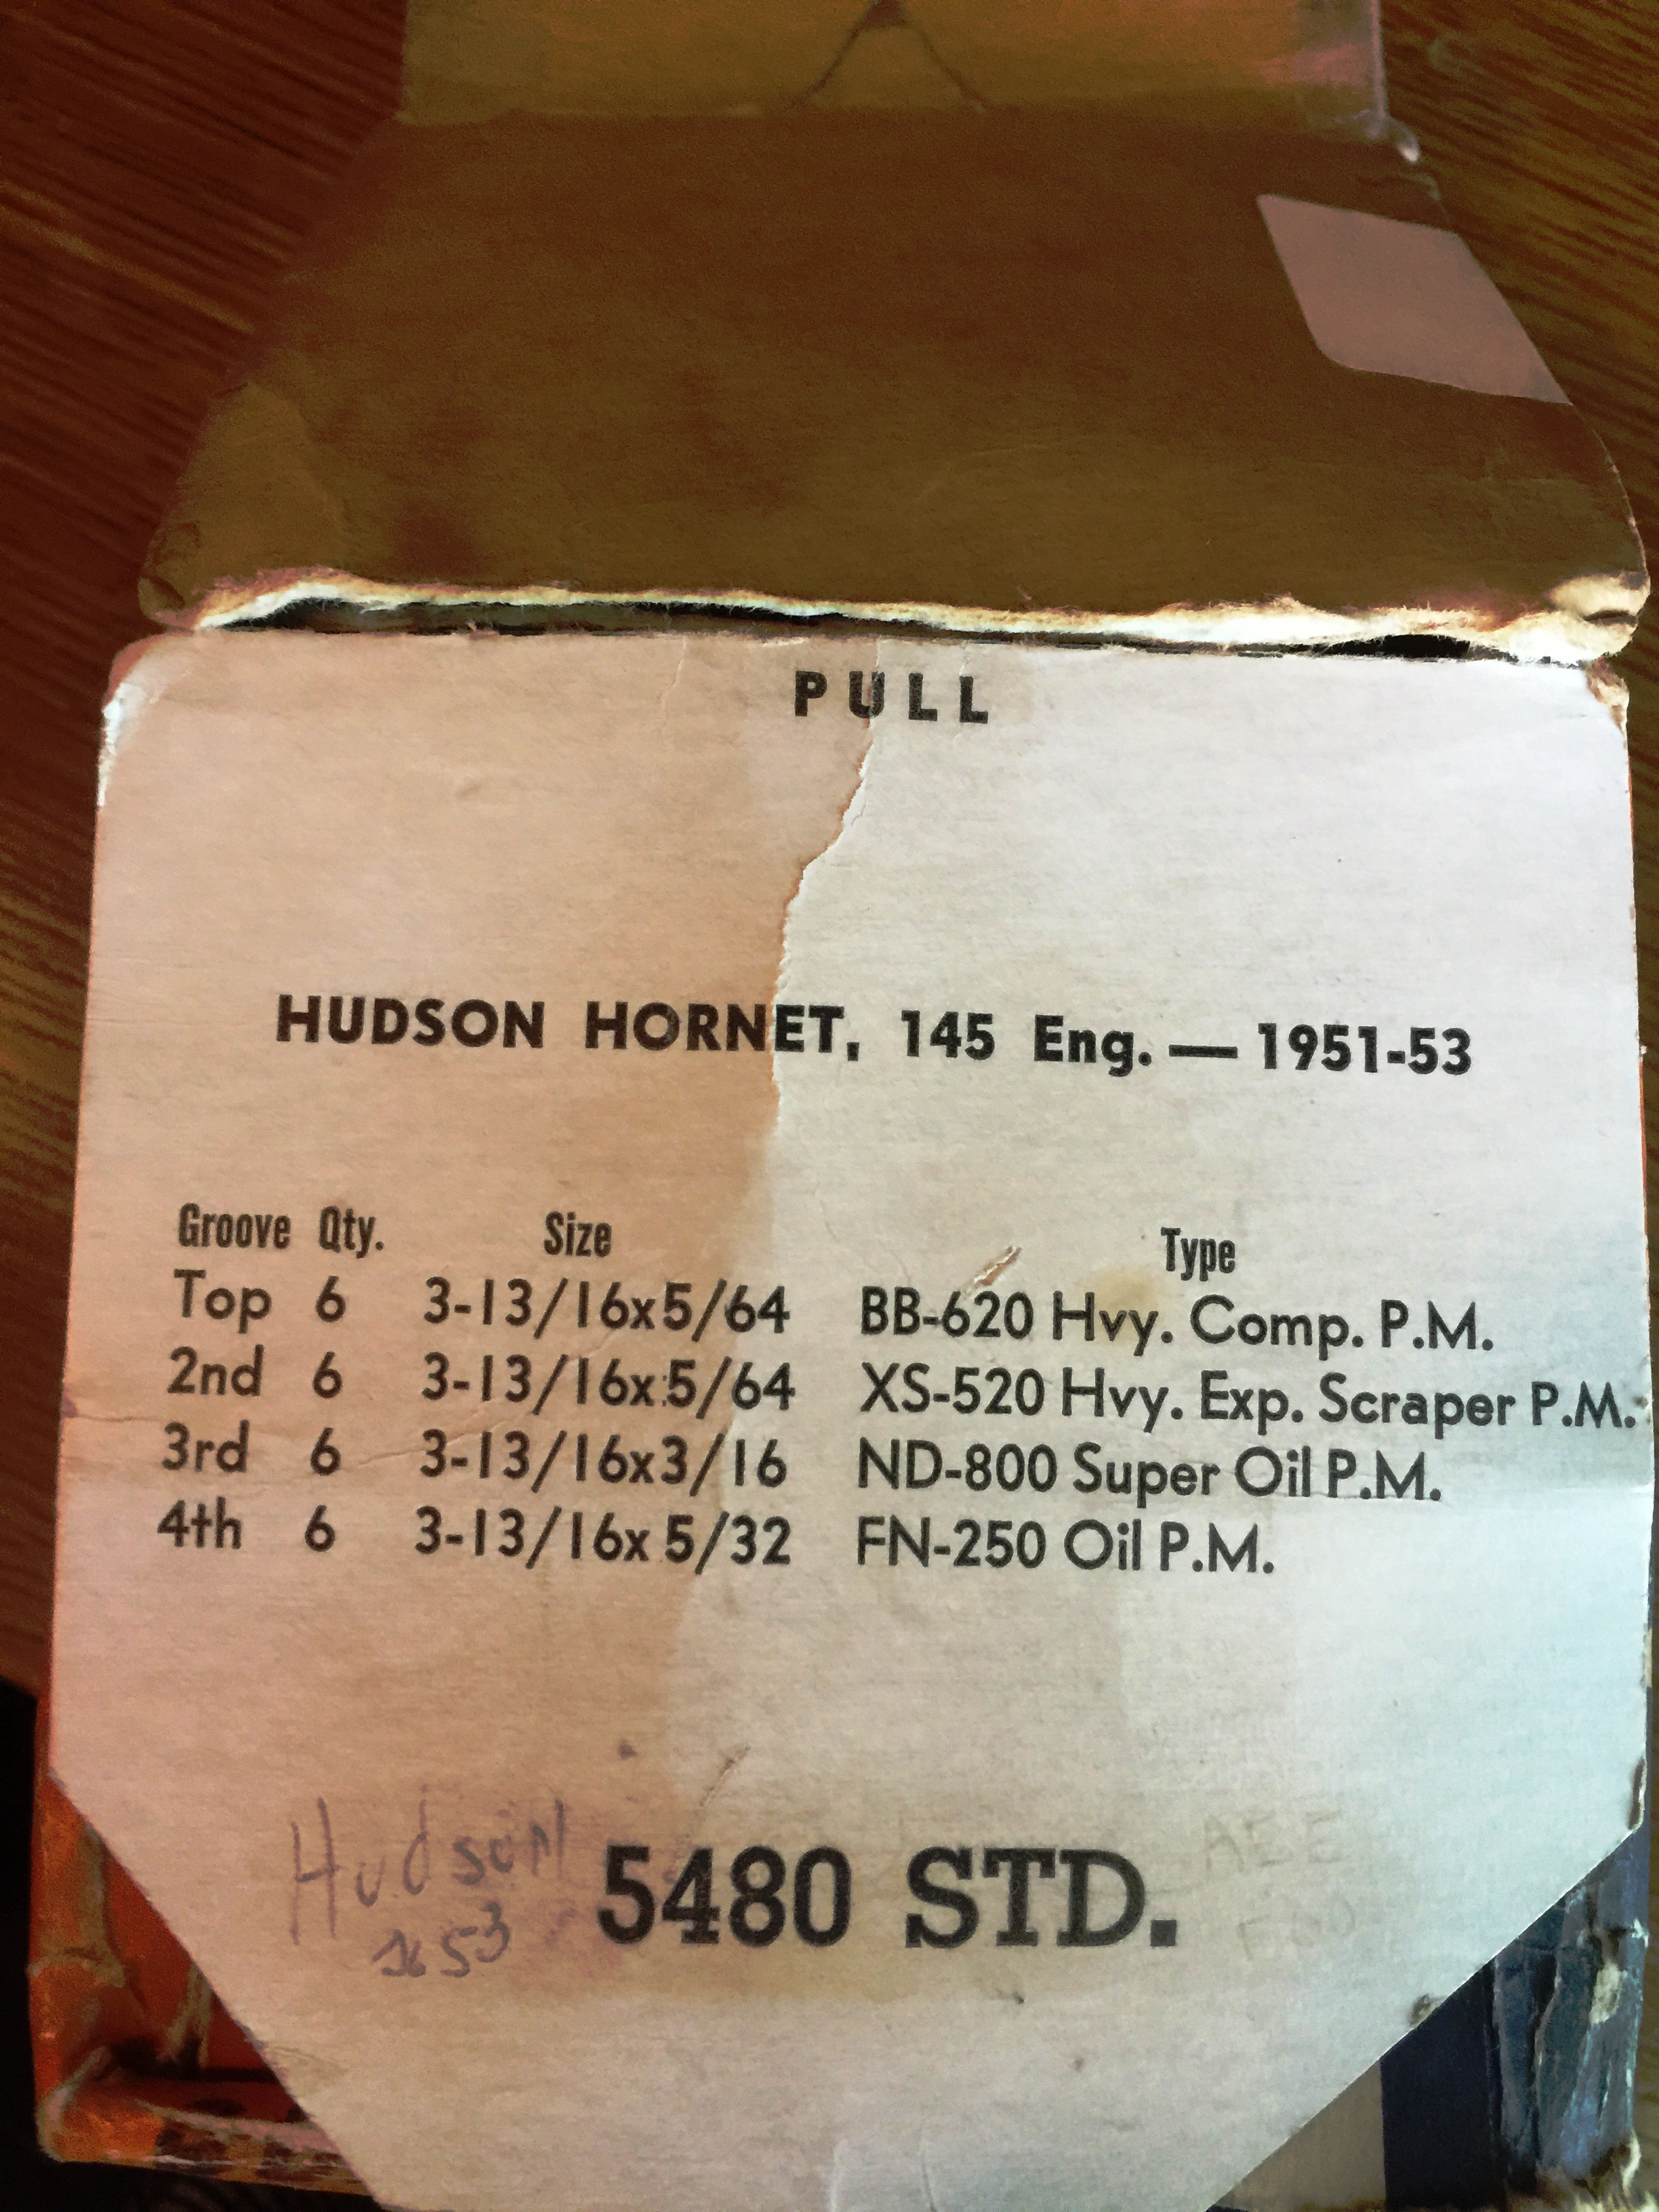 PULL
HUDSON HORNET, 145 Eng. — 1951-53
Groove Qty. Size Type
Top 6 3-13/16x5/64 BB-620 Hvy. Comp. P.M.
2nd 6 3-13/16x5/64 XS-520 Hvy. Exp. Scraper P.M.
3rd 6 3-13/16x3/16 ND-800 Super Oil P.M.
4th 6 3-13/16x5/32 FN-250 Oil P.M.
Hudson
53
5480 STD.